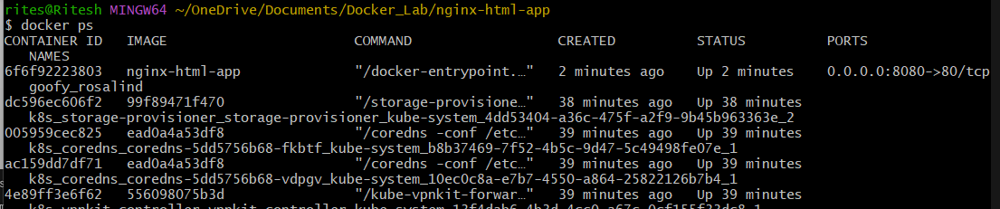 rites@Ritesh MINGW64 ~/OneDrive/Documents/Docker_Lab/nginx-html-app
$ docker ps
CONTAINER ID   IMAGE                  COMMAND                  CREATED          STATUS          PORTS
   NAMES
6f6f92223803   nginx-html-app         "/docker-entrypoint.…"   2 minutes ago    Up 2 minutes    0.0.0.0:8080->80/tcp
   goofy_rosalind
dc596ec606f2   99f89471f470           "/storage-provisione…"   38 minutes ago   Up 38 minutes
   k8s_storage-provisioner_storage-provisioner_kube-system_4dd53404-a36c-475f-a2f9-9b45b963363e_2
005959cec825   ead0a4a53df8           "/coredns -conf /etc…"   39 minutes ago   Up 39 minutes
   k8s_coredns_coredns-5dd5756b68-fkbtf_kube-system_b8b37469-7f52-4b5c-9d47-5c49498fe07e_1
ac159dd7df71   ead0a4a53df8           "/coredns -conf /etc…"   39 minutes ago   Up 39 minutes
   k8s_coredns_coredns-5dd5756b68-vdpgv_kube-system_10ec0c8a-e7b7-4550-a864-25822126b7b4_1
4e89ff3e6f62   556098075b3d           "/kube-vpnkit-forwar…"   39 minutes ago   Up 39 minutes